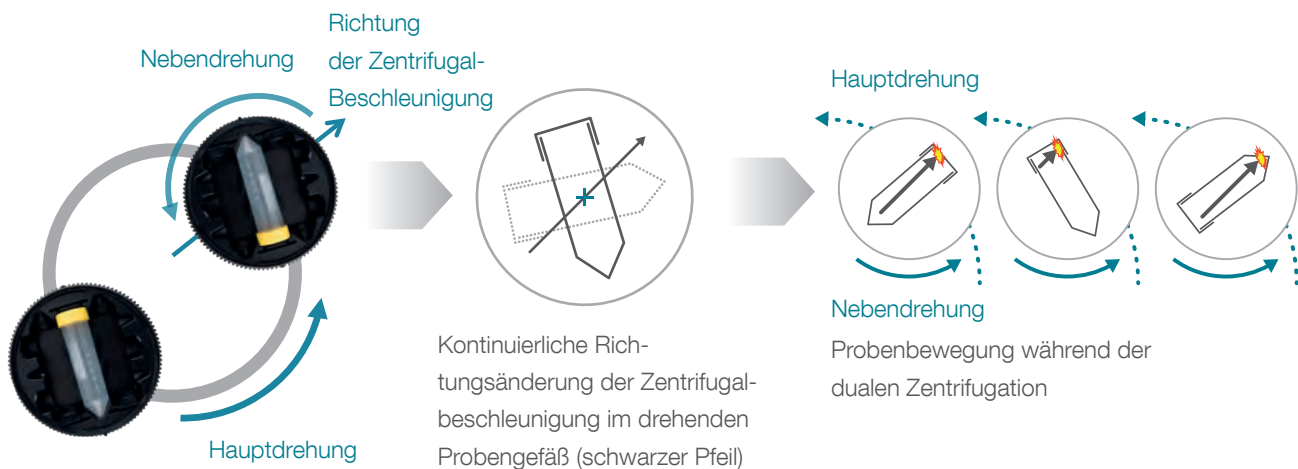 Nebendrehung
Richtung
der Zentrifugal-
Beschleunigung
Hauptdrehung
Kontinuierliche Rich-
tungsänderung der Zentrifugal-
beschleunigung im drehenden
Probengefäß (schwarzer Pfeil)
Hauptdrehung
Nebendrehung
Probenbewegung während der
dualen Zentrifugation